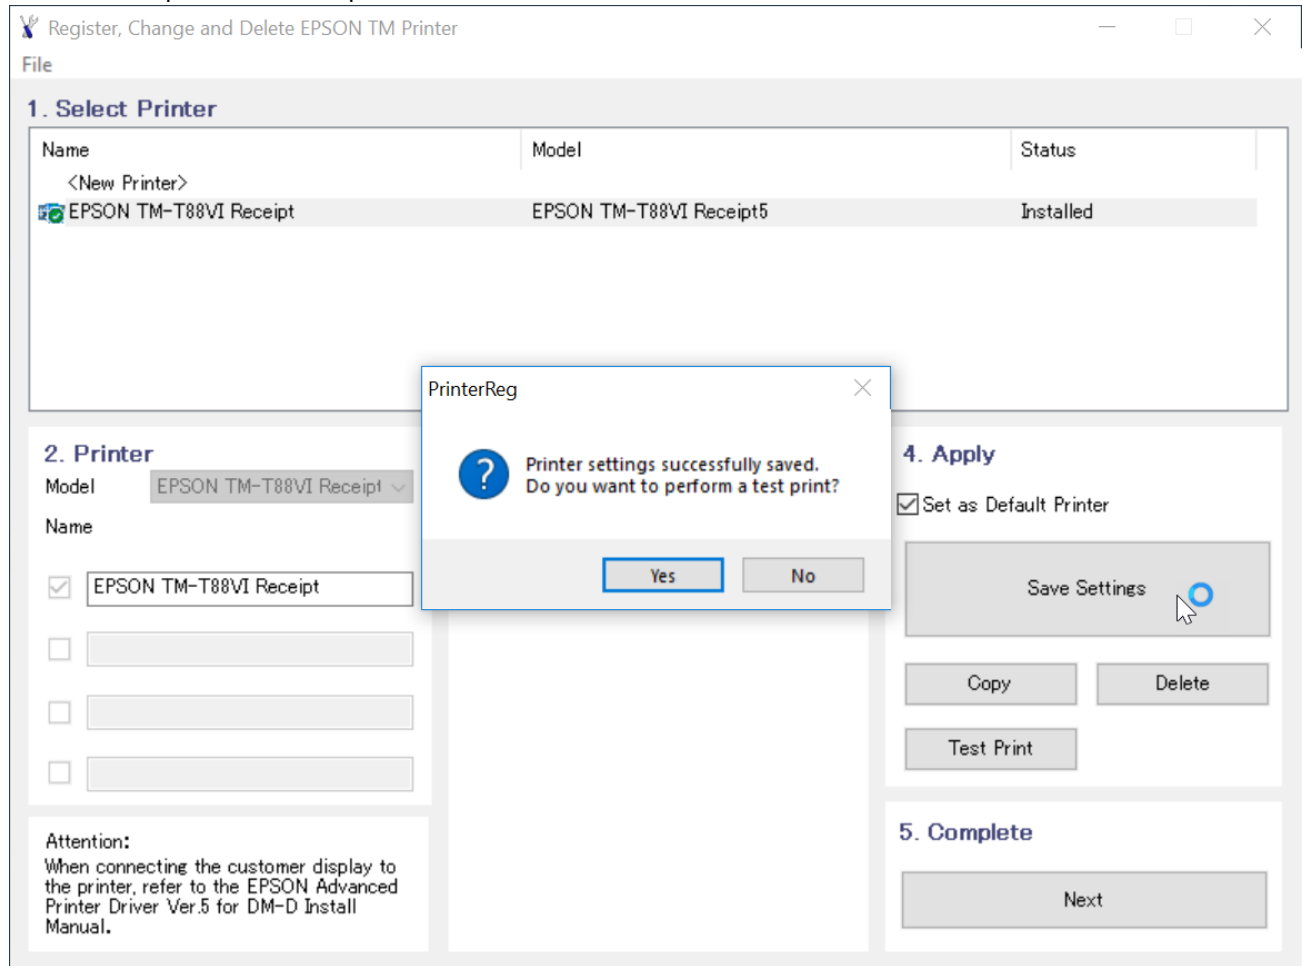 Register, Change and Delete EPSON TM Printer
File
1. Select Printer
Name Model Status
<New Printer>
EPSON TM-T88VI Receipt EPSON TM-T88VI Receipt5 Installed
PrinterReg
Printer settings successfully saved.
Do you want to perform a test print?
Yes No
2. Printer
Model EPSON TM-T88VI Receipt
Name
EPSON TM-T88VI Receipt
Attention:
When connecting the customer display to
the printer, refer to the EPSON Advanced
Printer Driver Ver.5 for DM-D Install
Manual.
4. Apply
Set as Default Printer
Save Settings
Copy Delete
Test Print
5. Complete
Next